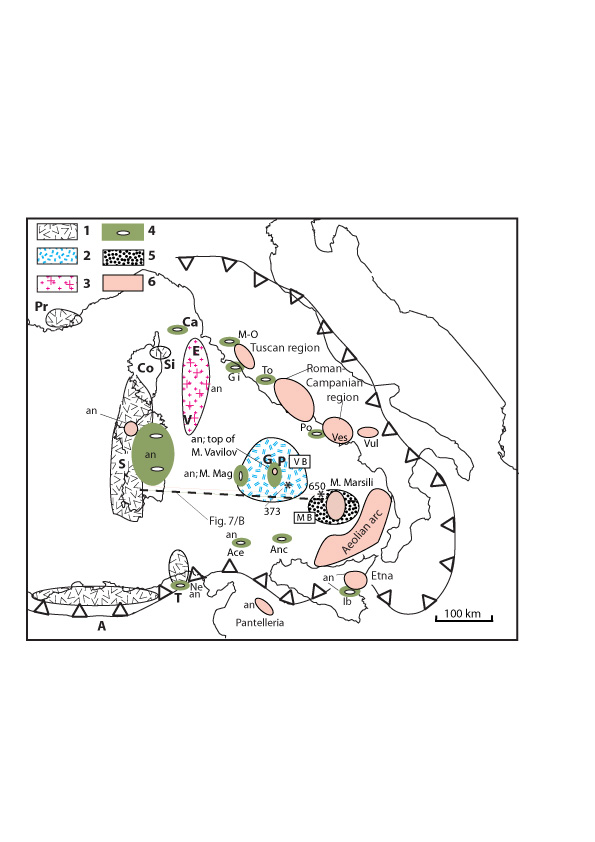 1 4
2 5
3 6
Pr
Ca
M-O
E
Tuscan region
Si
Co
Gi
To
Roman-
Campanian
region
an
an
V
Po
Ves
Vul
an; top of
M. Vavilov
an
S
G P
V B
an; M. Mag
650
M. Marsili
*
*
373
M B
Fig. 7/B
Aeolian arc
an
Ace
Anc
an
Etna
Ne
an
T
Ib
an
Pantelleria
A
100 km